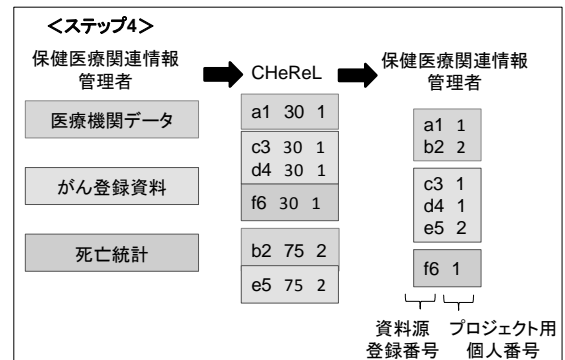 <ステップ4>
保健医療関連情報
管理者
CHeReL
保健医療関連情報
管理者
医療機関データ
がん登録資料
死亡統計
a1 30 1
c3 30 1
d4 30 1
f6 30 1
b2 75 2
e5 75 2
a1 1
b2 2
c3 1
d4 1
e5 2
f6 1
資料源
登録番号
プロジェクト用
個人番号